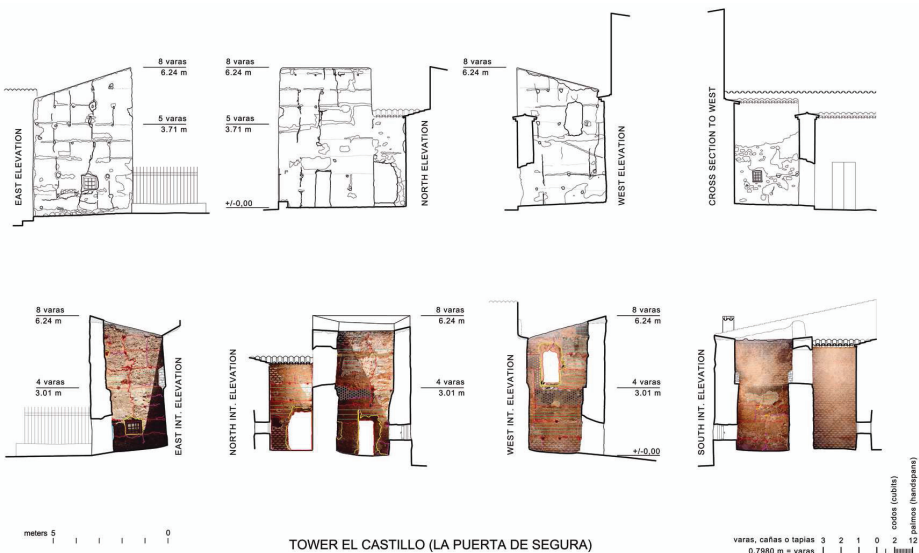 8 varas
6.24 m
5 varas
3.71 m
EAST ELEVATION
8 varas
6.24 m
5 varas
3.71 m
+/-0,00
NORTH ELEVATION
8 varas
6.24 m
WEST ELEVATION
CROSS SECTION TO WEST
8 varas
6.24 m
4 varas
3.01 m
EAST INT. ELEVATION
NORTH INT. ELEVATION
8 varas
6.24 m
4 varas
3.01 m
WEST INT. ELEVATION
8 varas
6.24 m
4 varas
3.01 m
+/-0,00
SOUTH INT. ELEVATION
meters 5 0
TOWER EL CASTILLO (LA PUERTA DE SEGURA)
codos (cubits)
palmos (handspans)
varas, cañas o tapias 3 2 1 0 2 12
0.7980 m = varas